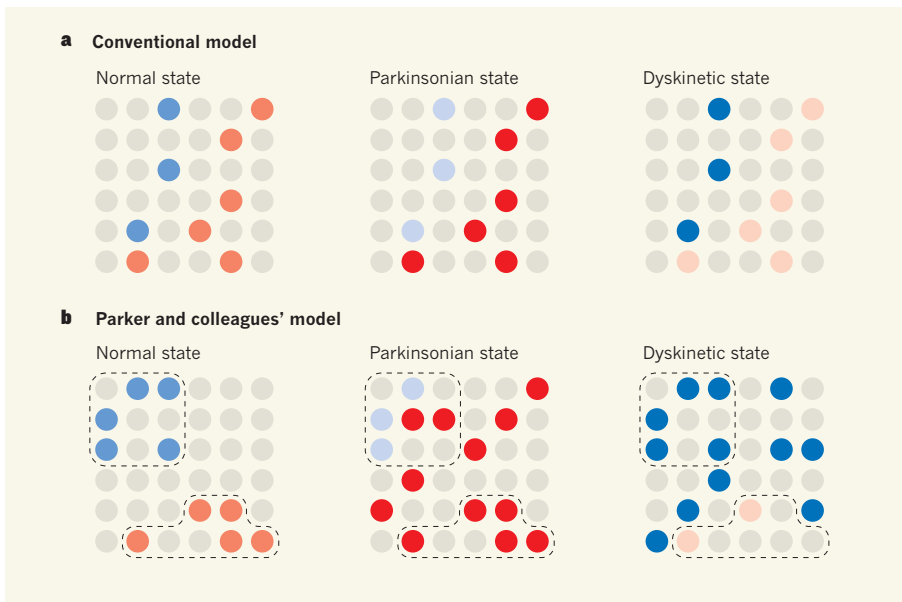 a Conventional model
Normal state Parkinsonian state Dyskinetic state
b Parker and colleagues’ model
Normal state Parkinsonian state Dyskinetic state